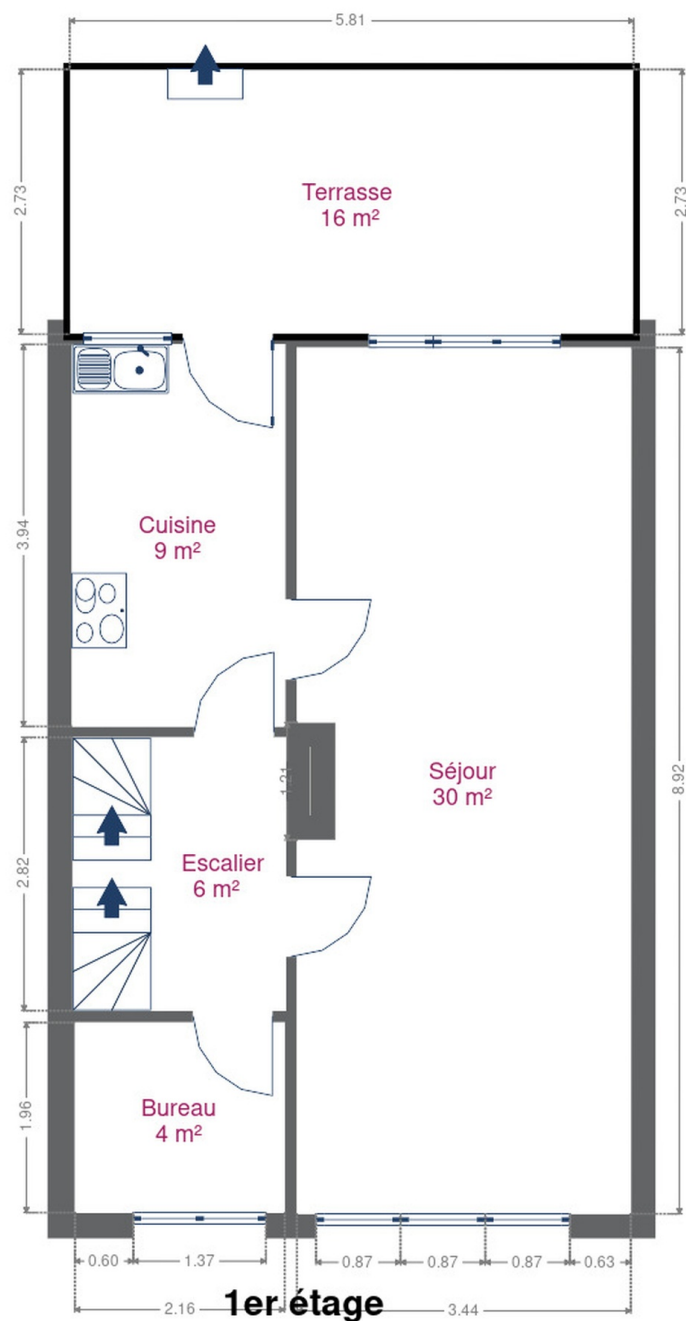 5.81
2.73
2.73
Terrasse
16 m²
Cuisine
9 m²
3.94
Séjour
30 m²
8.92
1.21
Escalier
6 m²
2.82
Bureau
4 m²
1.96
0.60
1.37
0.87
0.87
0.87
0.63
2.16
1er étage
3.44